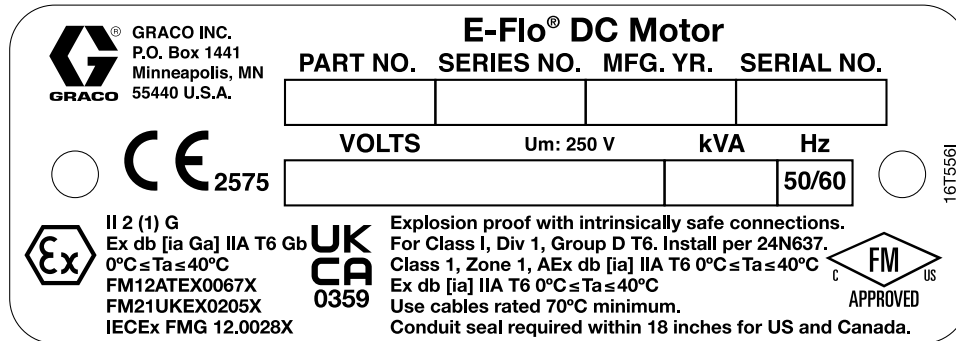 GRACO
®
GRACO INC.
P.O. Box 1441
Minneapolis, MN
55440 U.S.A.
E-Flo® DC Motor
PART NO. SERIES NO. MFG. YR. SERIAL NO.
VOLTS Um: 250 V kVA Hz
50/60
CE 2575
16T556I
Ex
II 2 (1) G
Ex db [ia Ga] IIA T6 Gb
0ºC≤Ta≤40ºC
FM12ATEX0067X
FM21UKEX0205X
IECEx FMG 12.0028X
UK
CA
0359
Explosion proof with intrinsically safe connections.
For Class I, Div 1, Group D T6. Install per 24N637.
Class 1, Zone 1, AEx db [ia] IIA T6 0ºC≤Ta≤40ºC
Ex db [ia] IIA T6 0ºC≤Ta≤40ºC
Use cables rated 70ºC minimum.
Conduit seal required within 18 inches for US and Canada.
C FM US
APPROVED